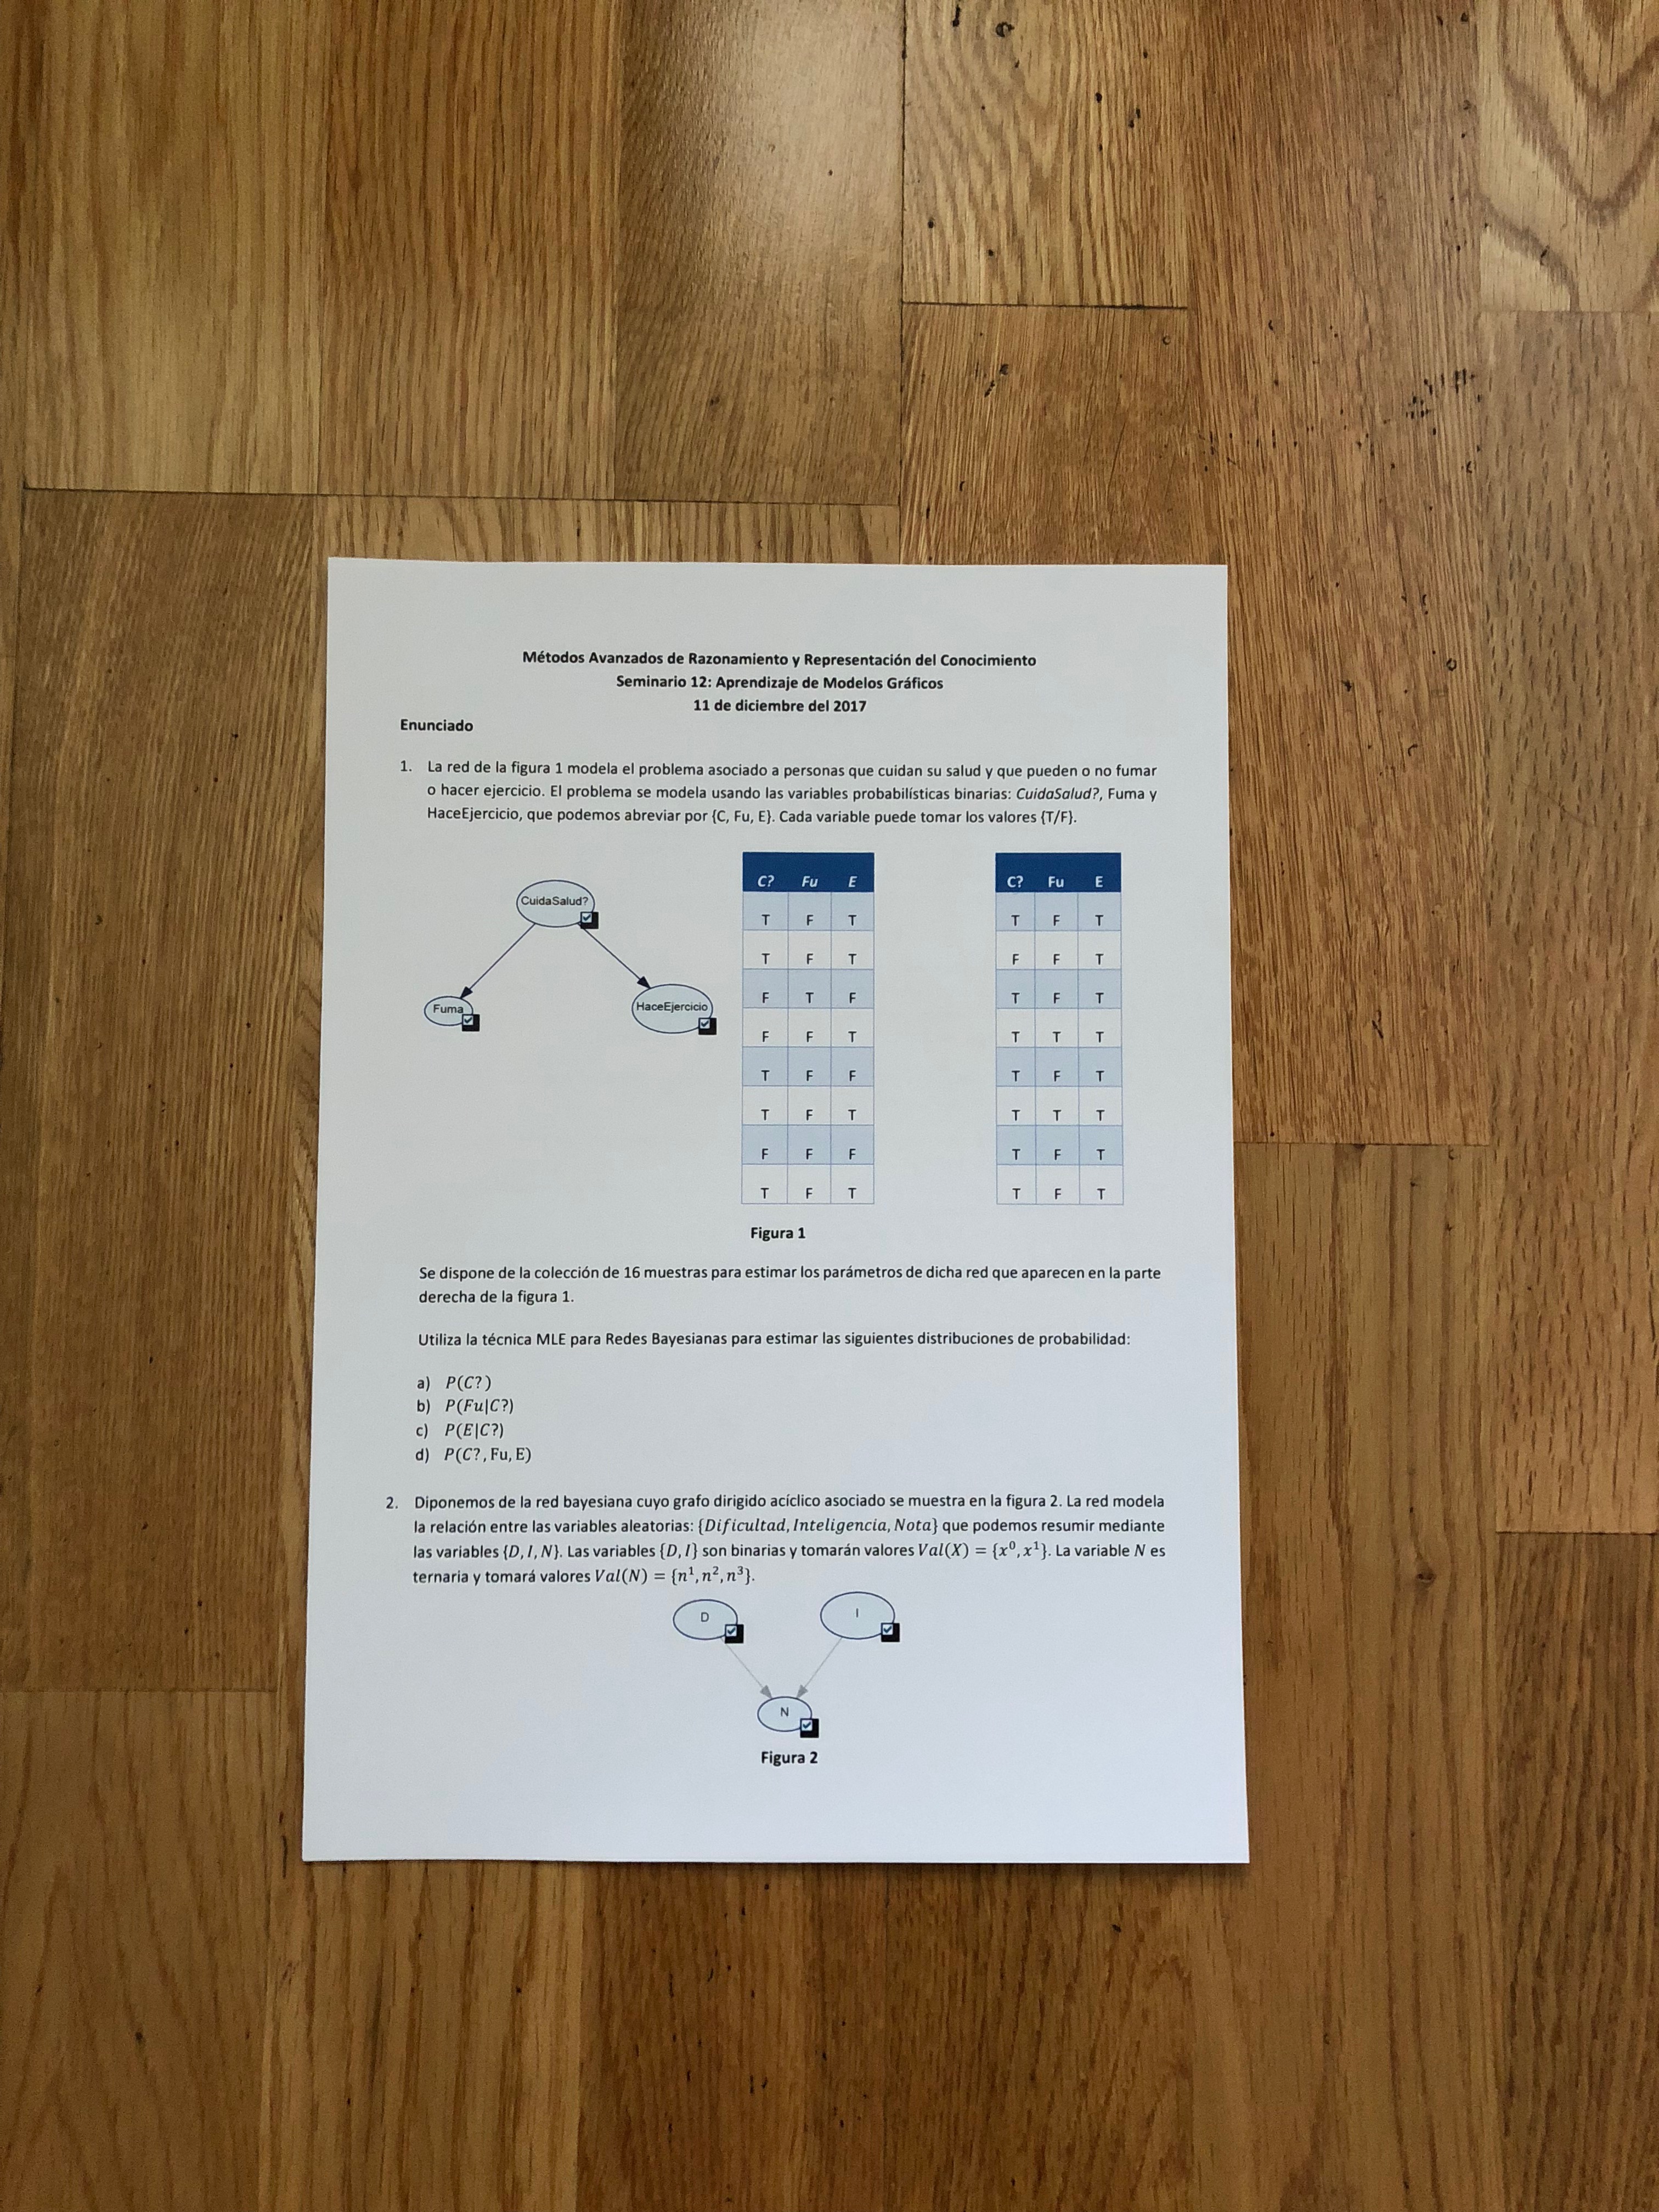 Métodos Avanzados de Razonamiento y Representación del Conocimiento
Seminario 12: Aprendizaje de Modelos Gráficos
11 de diciembre del 2017
Enunciado
1. La red de la figura 1 modela el problema asociado a personas que cuidan su salud y que pueden o no fumar
o hacer ejercicio. El problema se modela usando las variables probabilísticas binarias: CuidaSalud?, Fuma y
HaceEjercicio, que podemos abreviar por {C, Fu, E}. Cada variable puede tomar los valores {T/F}.
CuidaSalud?
Fuma
HaceEjercicio
C? Fu E
T F T
T F T
F T F
F F T
T F F
T F T
F F F
T F T
C? Fu E
T F T
F F T
T F T
T T T
T F T
T T T
T F T
T F T
Figura 1
Se dispone de la colección de 16 muestras para estimar los parámetros de dicha red que aparecen en la parte
derecha de la figura 1.
Utiliza la técnica MLE para Redes Bayesianas para estimar las siguientes distribuciones de probabilidad:
a) P(C?)
b) P(Fu|C?)
c) P(E|C?)
d) P(C?, Fu, E)
2. Diponemos de la red bayesiana cuyo grafo dirigido acíclico asociado se muestra en la figura 2. La red modela
la relación entre las variables aleatorias: {Dificultad, Inteligencia, Nota} que podemos resumir mediante
las variables {D, I, N}. Las variables {D, I} son binarias y tomarán valores Val(X) = {x⁰, x¹}. La variable N es
ternaria y tomará valores Val(N) = {n¹, n², n³}.
D
I
N
Figura 2